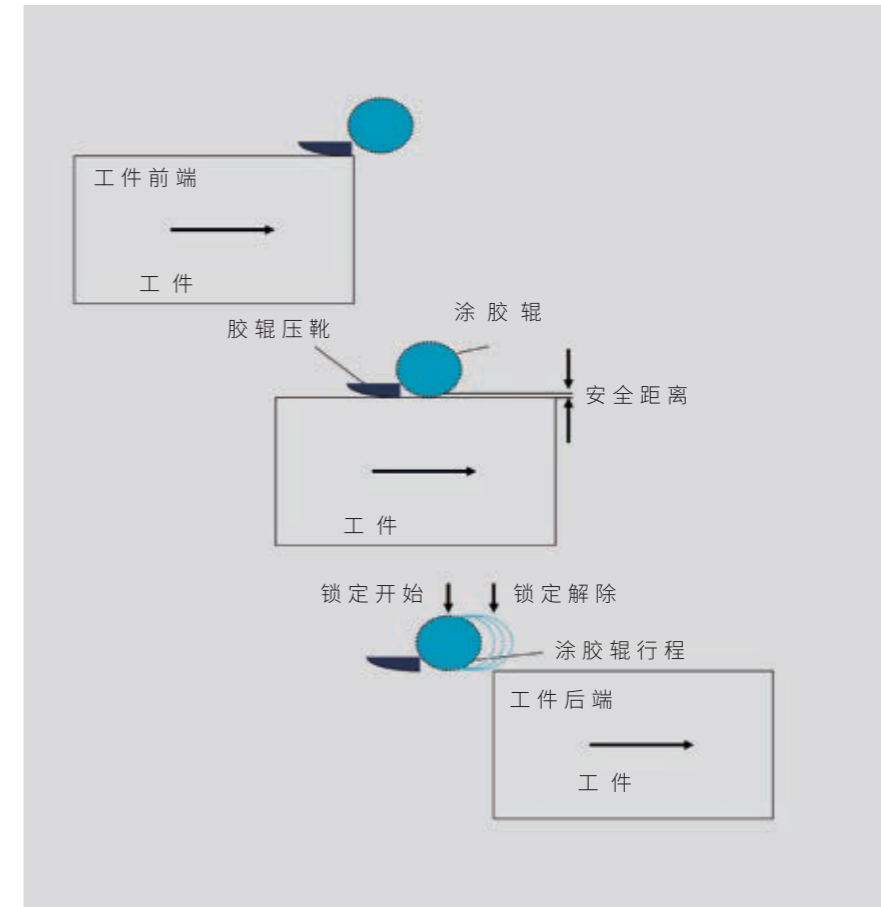 工件前端
工件
涂胶辊
胶辊压靴
安全距离
工件
锁定开始
锁定解除
涂胶辊行程
工件后端
工件